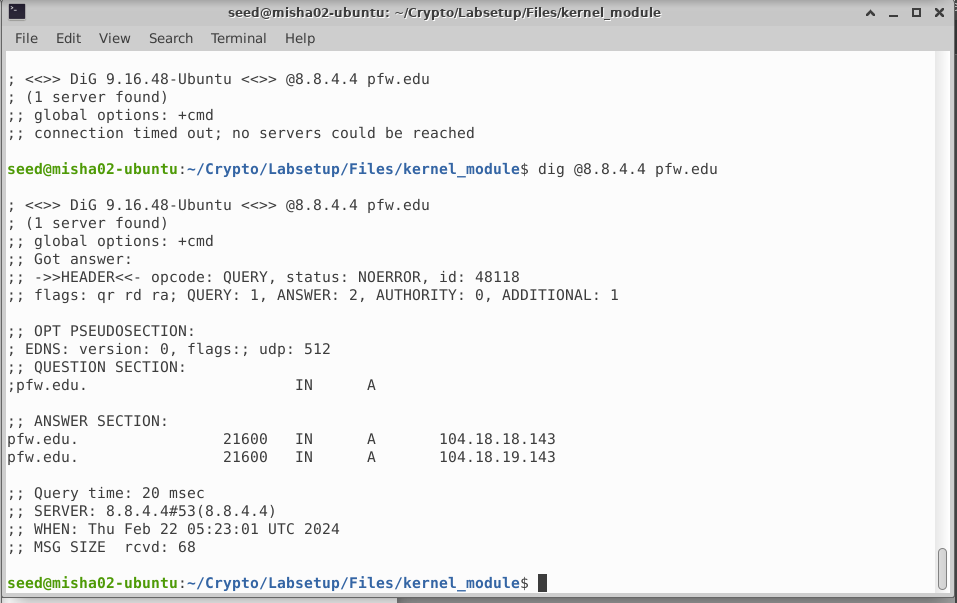 seed@misha02-ubuntu: ~/Crypto/Labsetup/Files/kernel_module
File Edit View Search Terminal Help
; <<>> DiG 9.16.48-Ubuntu <<>> @8.8.4.4 pfw.edu
; (1 server found)
;; global options: +cmd
;; connection timed out; no servers could be reached
seed@misha02-ubuntu:~/Crypto/Labsetup/Files/kernel_module$ dig @8.8.4.4 pfw.edu
; <<>> DiG 9.16.48-Ubuntu <<>> @8.8.4.4 pfw.edu
; (1 server found)
;; global options: +cmd
;; Got answer:
;; ->>HEADER<<- opcode: QUERY, status: NOERROR, id: 48118
;; flags: qr rd ra; QUERY: 1, ANSWER: 2, AUTHORITY: 0, ADDITIONAL: 1
;; OPT PSEUDOSECTION:
; EDNS: version: 0, flags:; udp: 512
;; QUESTION SECTION:
;pfw.edu. IN A
;; ANSWER SECTION:
pfw.edu. 21600 IN A 104.18.18.143
pfw.edu. 21600 IN A 104.18.19.143
;; Query time: 20 msec
;; SERVER: 8.8.4.4#53(8.8.4.4)
;; WHEN: Thu Feb 22 05:23:01 UTC 2024
;; MSG SIZE rcvd: 68
seed@misha02-ubuntu:~/Crypto/Labsetup/Files/kernel_module$